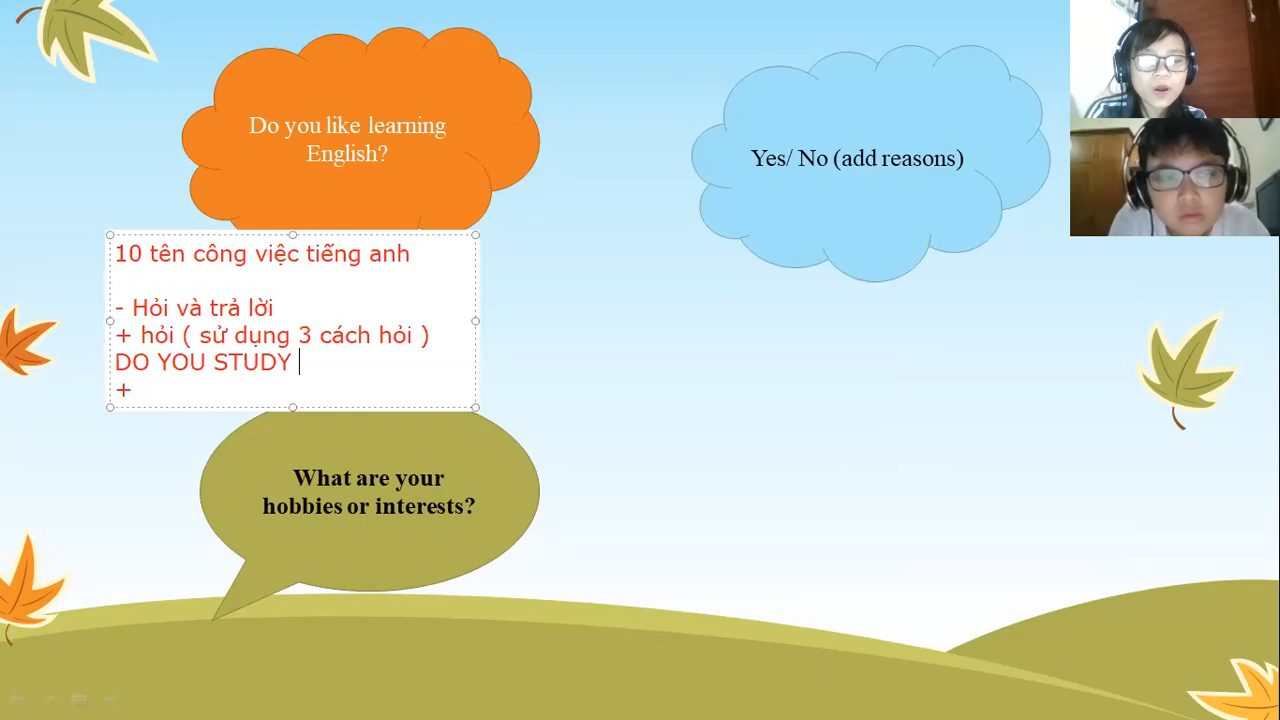 Do you like learning
English?
Yes/ No (add reasons)
10 tên công việc tiếng anh
- Hỏi và trả lời
+ hỏi ( sử dụng 3 cách hỏi )
DO YOU STUDY
+
What are your
hobbies or interests?